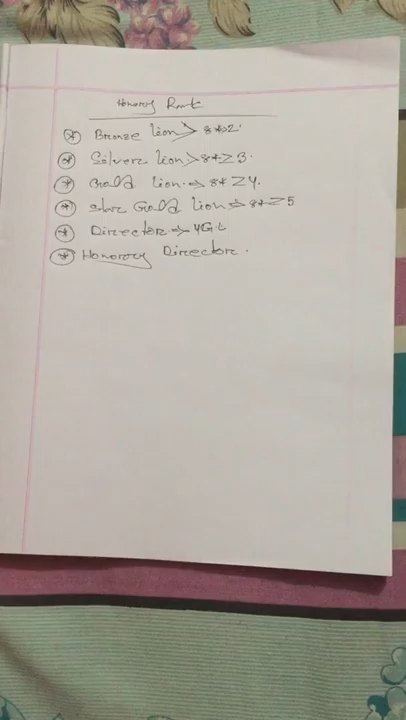 Honorary Rank
* Bronze Lion > 8*≥2.
* Silver Lion > 8*≥3.
* Gold Lion => 8*≥4.
* Star Gold Lion => 8*≥5
* Director => 4G.L
* Honorary Director.